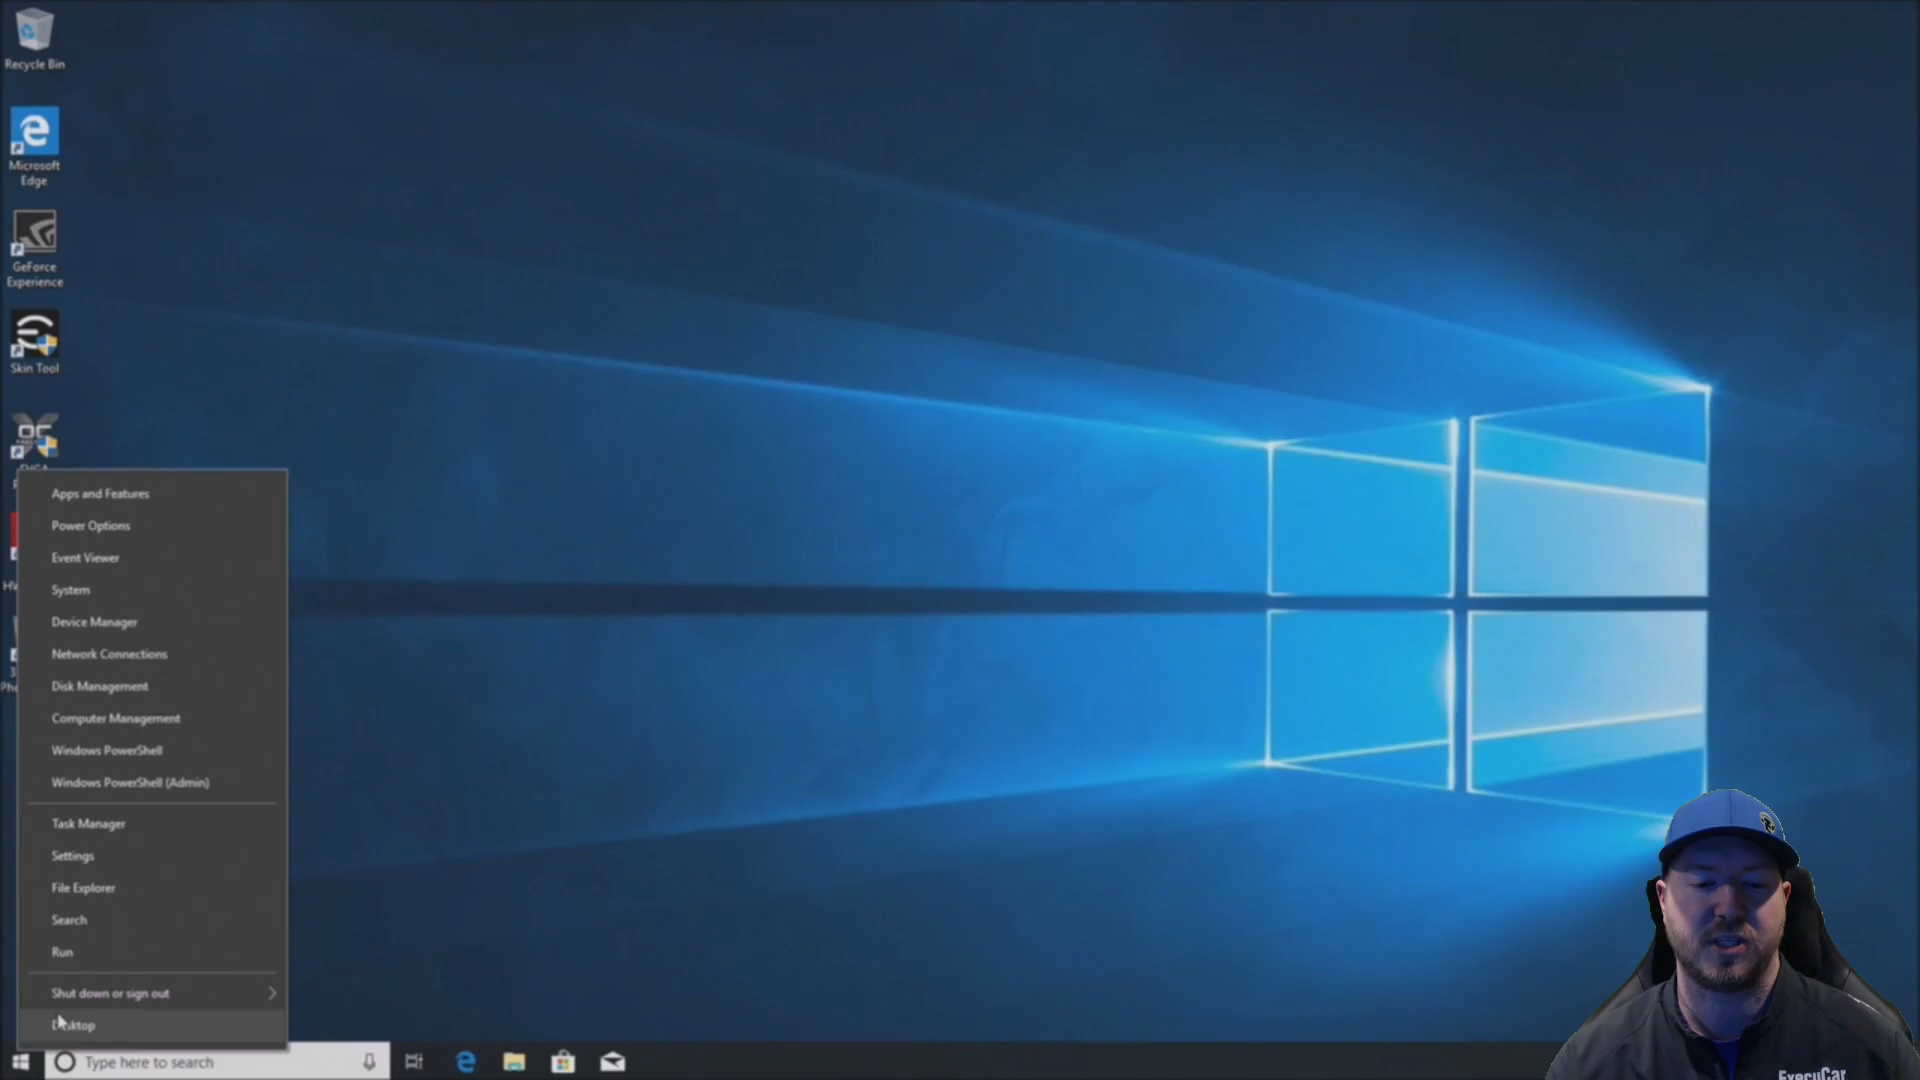 Recycle Bin
Microsoft
Edge
GeForce
Experience
Skin Tool
Apps and Features
Power Options
Event Viewer
System
Device Manager
Network Connections
Disk Management
Computer Management
Windows PowerShell
Windows PowerShell (Admin)
Task Manager
Settings
File Explorer
Search
Run
Shut down or sign out
Desktop
Type here to search
ExecuCar